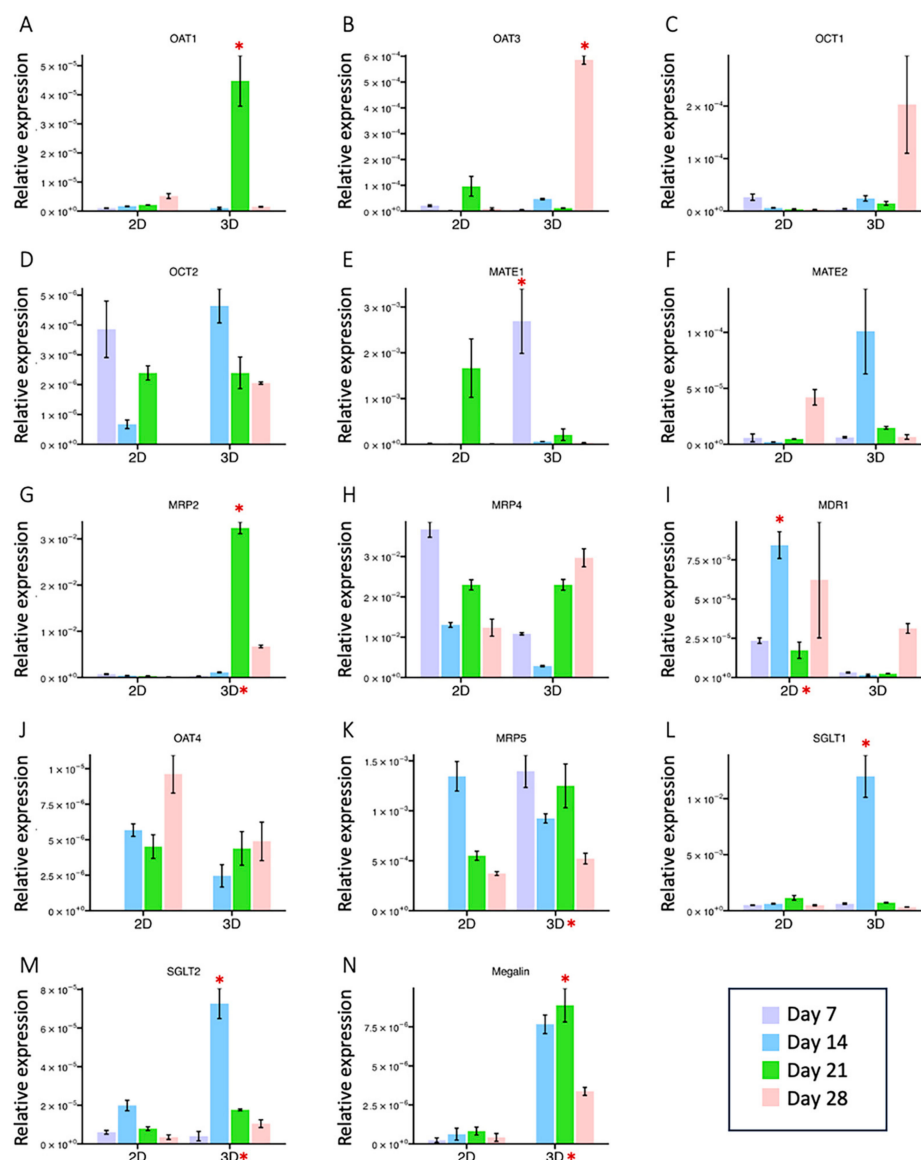 A
OAT1
Relative expression
5 × 10⁻⁵
4 × 10⁻⁵
3 × 10⁻⁵
2 × 10⁻⁵
1 × 10⁻⁵
0 × 10⁺⁰
2D
3D
*
B
OAT3
Relative expression
6 × 10⁻⁴
5 × 10⁻⁴
4 × 10⁻⁴
3 × 10⁻⁴
2 × 10⁻⁴
1 × 10⁻⁴
0 × 10⁺⁰
2D
3D
*
C
OCT1
Relative expression
2 × 10⁻⁴
1 × 10⁻⁴
0 × 10⁺⁰
2D
3D
D
OCT2
Relative expression
5 × 10⁻⁶
4 × 10⁻⁶
3 × 10⁻⁶
2 × 10⁻⁶
1 × 10⁻⁶
0 × 10⁺⁰
2D
3D
E
MATE1
Relative expression
3 × 10⁻³
2 × 10⁻³
1 × 10⁻³
0 × 10⁺⁰
2D
3D
*
F
MATE2
Relative expression
1 × 10⁻⁴
5 × 10⁻⁵
0 × 10⁺⁰
2D
3D
G
MRP2
Relative expression
3 × 10⁻²
2 × 10⁻²
1 × 10⁻²
0 × 10⁺⁰
2D
3D *
*
H
MRP4
Relative expression
3 × 10⁻²
2 × 10⁻²
1 × 10⁻²
0 × 10⁺⁰
2D
3D
I
MDR1
Relative expression
7.5 × 10⁻⁵
5 × 10⁻⁵
2.5 × 10⁻⁵
0 × 10⁺⁰
2D *
3D
*
J
OAT4
Relative expression
1 × 10⁻⁵
7.5 × 10⁻⁶
5 × 10⁻⁶
2.5 × 10⁻⁶
0 × 10⁺⁰
2D
3D
K
MRP5
Relative expression
1.5 × 10⁻³
1 × 10⁻³
5 × 10⁻⁴
0 × 10⁺⁰
2D
3D *
L
SGLT1
Relative expression
1 × 10⁻²
5 × 10⁻³
0 × 10⁺⁰
2D
3D
*
M
SGLT2
Relative expression
8 × 10⁻⁵
6 × 10⁻⁵
4 × 10⁻⁵
2 × 10⁻⁵
0 × 10⁺⁰
2D
3D *
*
N
Megalin
Relative expression
7.5 × 10⁻⁶
5 × 10⁻⁶
2.5 × 10⁻⁶
0 × 10⁺⁰
2D
3D *
*
Day 7
Day 14
Day 21
Day 28